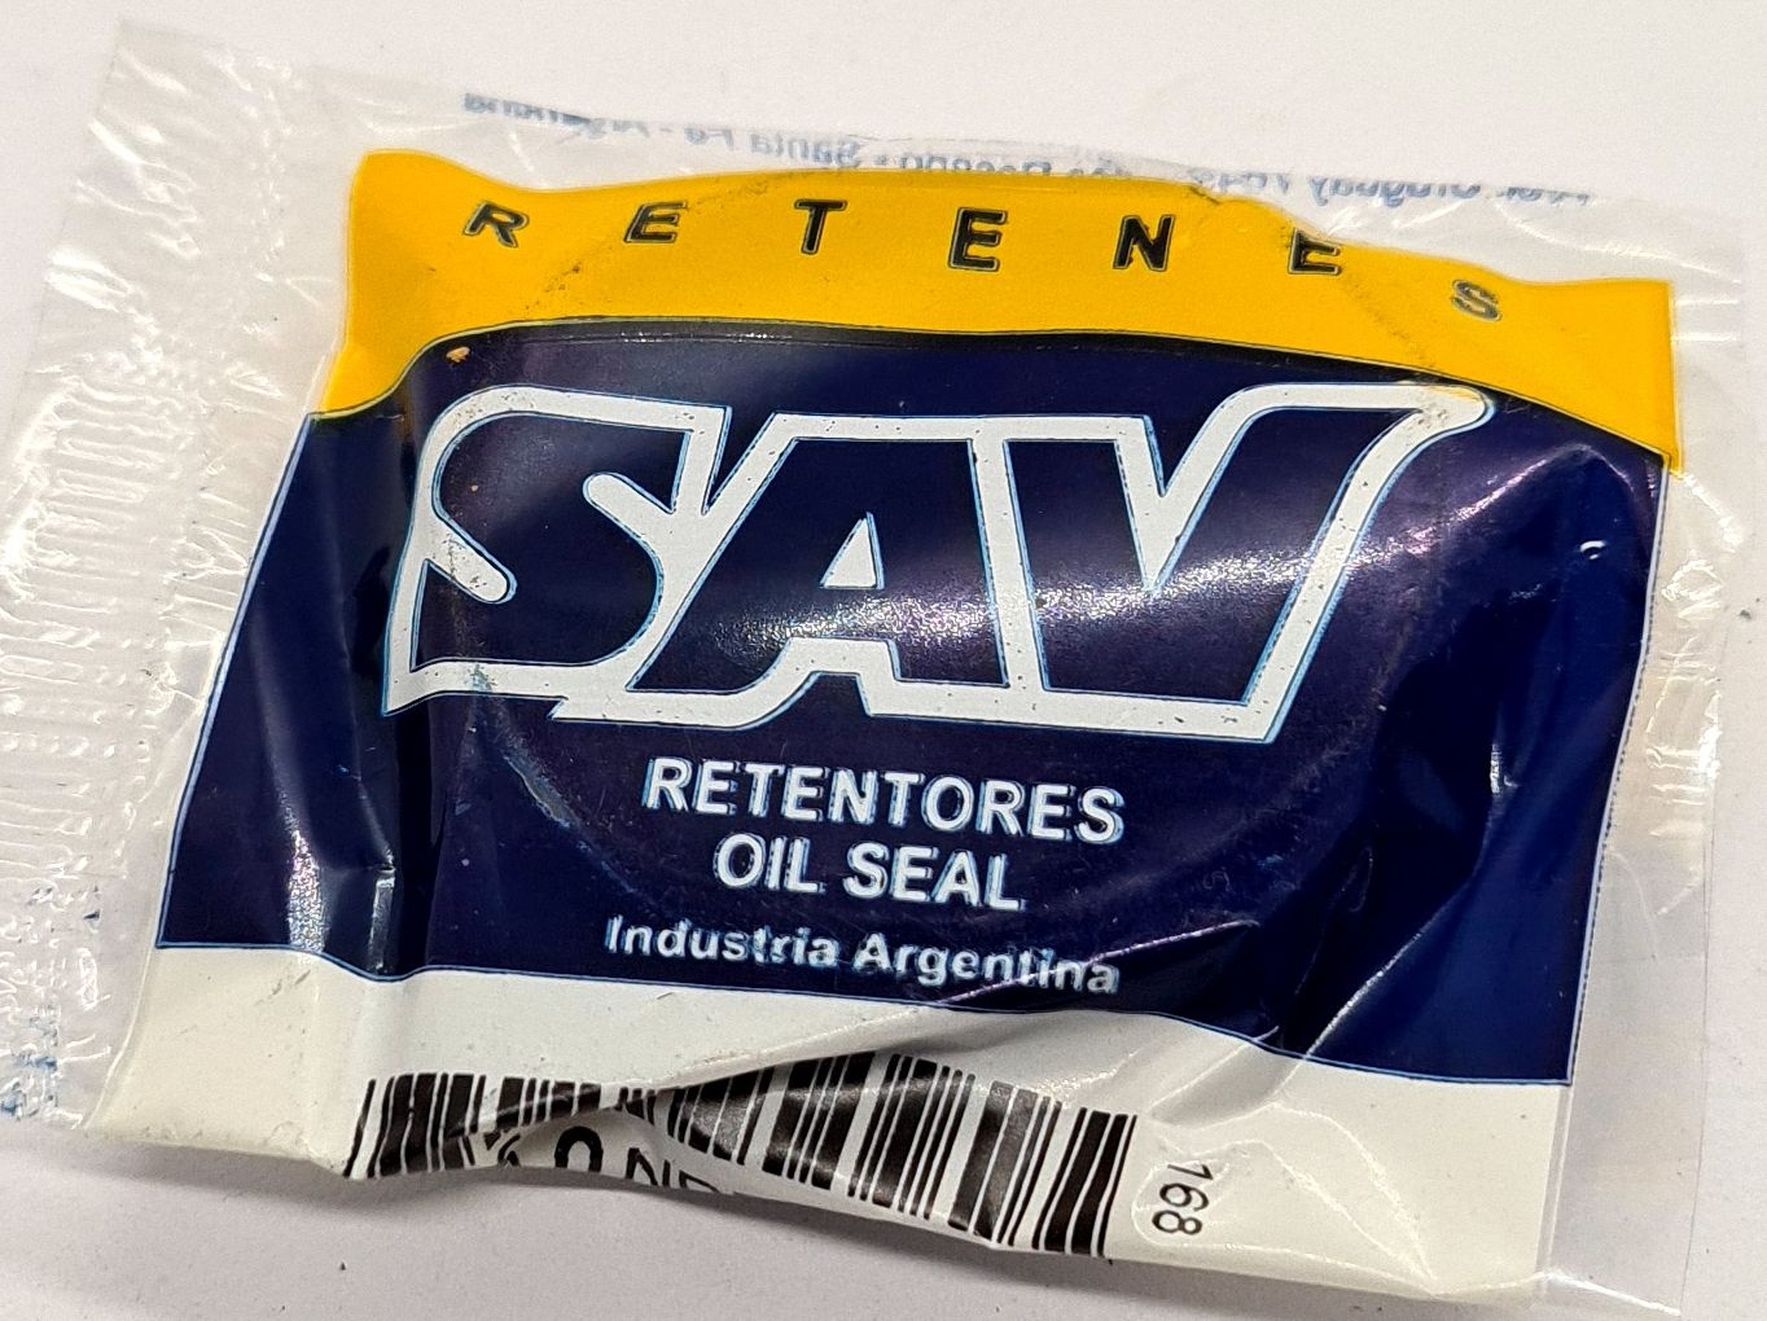 RETENES
SAV
RETENTORES
OIL SEAL
Industria Argentina
168